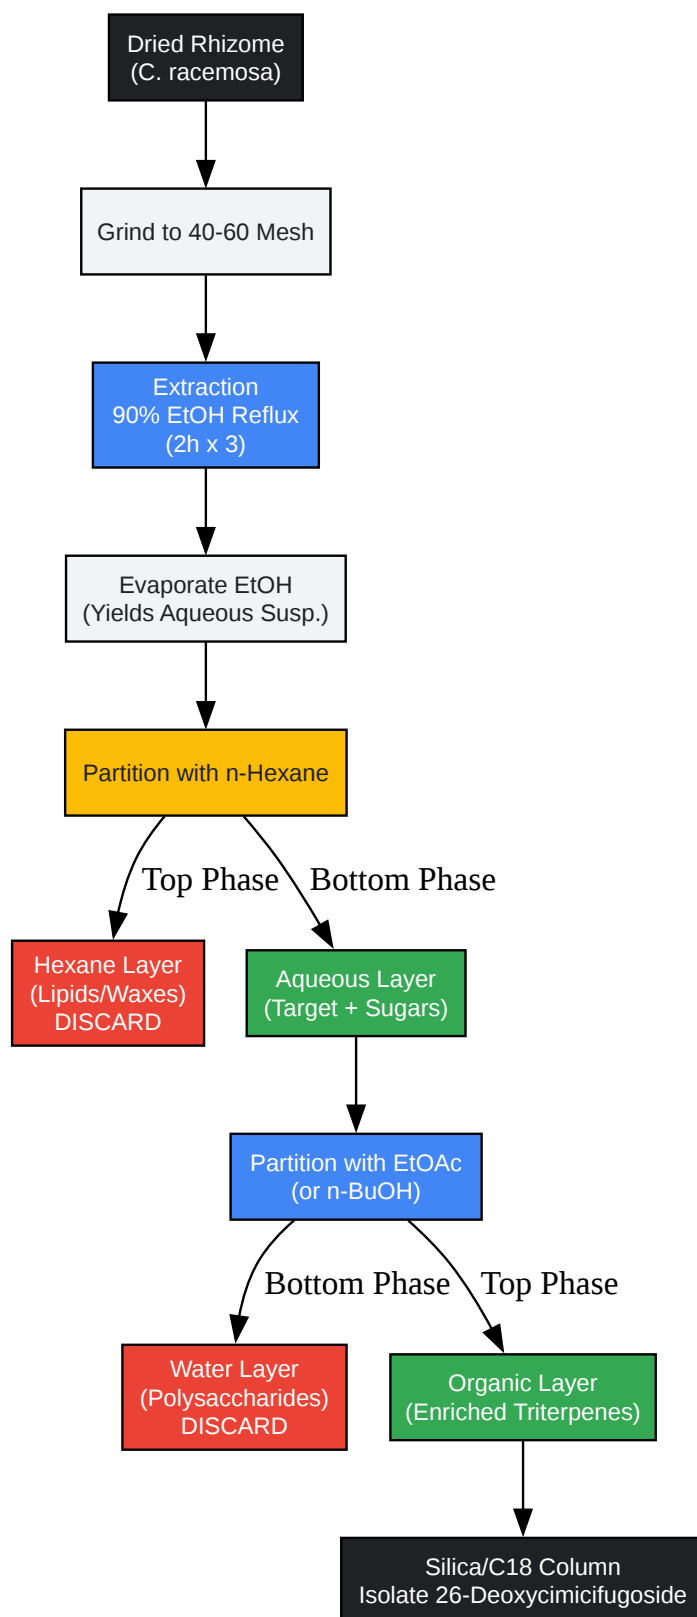 Dried Rhizome
(C. racemosa)
Grind to 40-60 Mesh
Extraction
90% EtOH Reflux
(2h x 3)
Evaporate EtOH
(Yields Aqueous Susp.)
Partition with n-Hexane
Top Phase
Bottom Phase
Hexane Layer
(Lipids/Waxes)
DISCARD
Aqueous Layer
(Target + Sugars)
Partition with EtOAc
(or n-BuOH)
Bottom Phase
Top Phase
Water Layer
(Polysaccharides)
DISCARD
Organic Layer
(Enriched Triterpenes)
Silica/C18 Column
Isolate 26-Deoxycimicifugoside